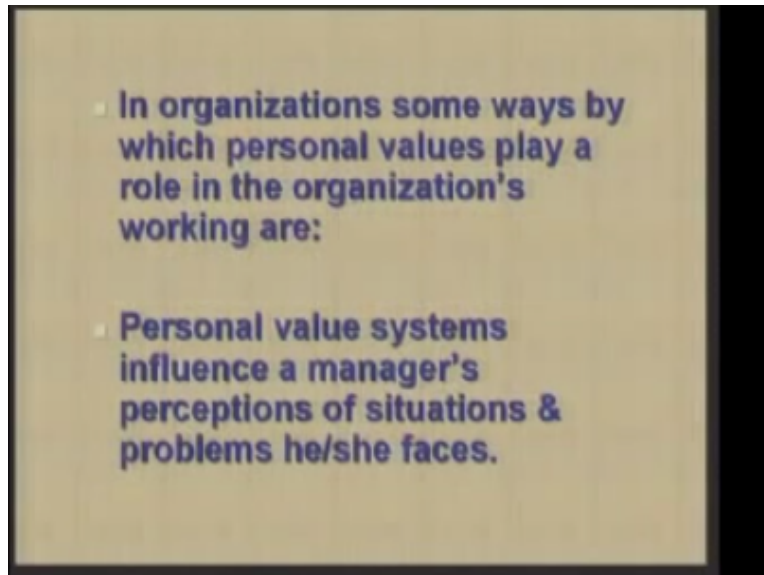 In organizations some ways by
which personal values play a
role in the organization's
working are:
Personal value systems
influence a manager's
perceptions of situations &
problems he/she faces.